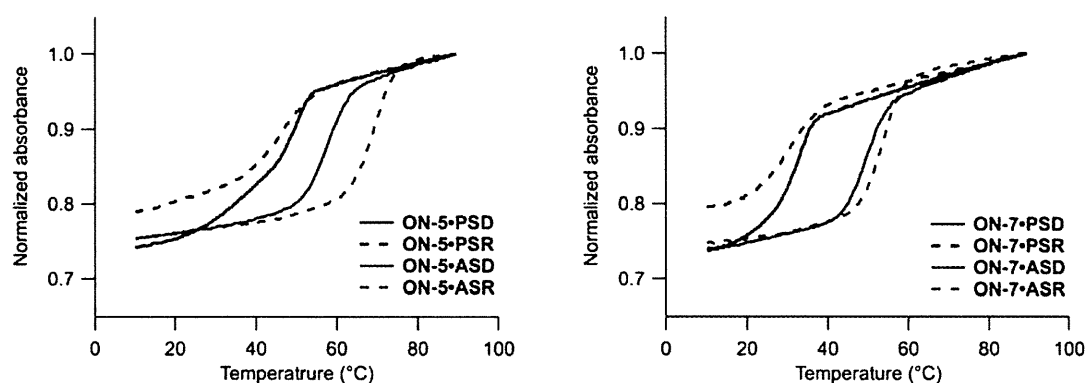 1.0
0.9
0.8
0.7
Normalized absorbance
ON-5•PSD
ON-5•PSR
ON-5•ASD
ON-5•ASR
0 20 40 60 80 100
Temperatrure (°C)
1.0
0.9
0.8
0.7
Normalized absorbance
ON-7•PSD
ON-7•PSR
ON-7•ASD
ON-7•ASR
0 20 40 60 80 100
Temperature (°C)